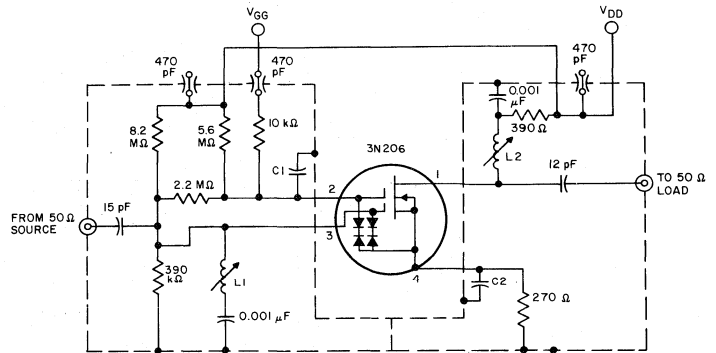 V_GG
V_DD
470
pF
470
pF
470
pF
8.2
MΩ
5.6
MΩ
10 kΩ
C1
3N206
0.001
μF
390 Ω
L2
12 pF
1
2
3
4
2.2 MΩ
15 pF
FROM 50 Ω
SOURCE
TO 50 Ω
LOAD
390
kΩ
L1
0.001 μF
C2
270 Ω